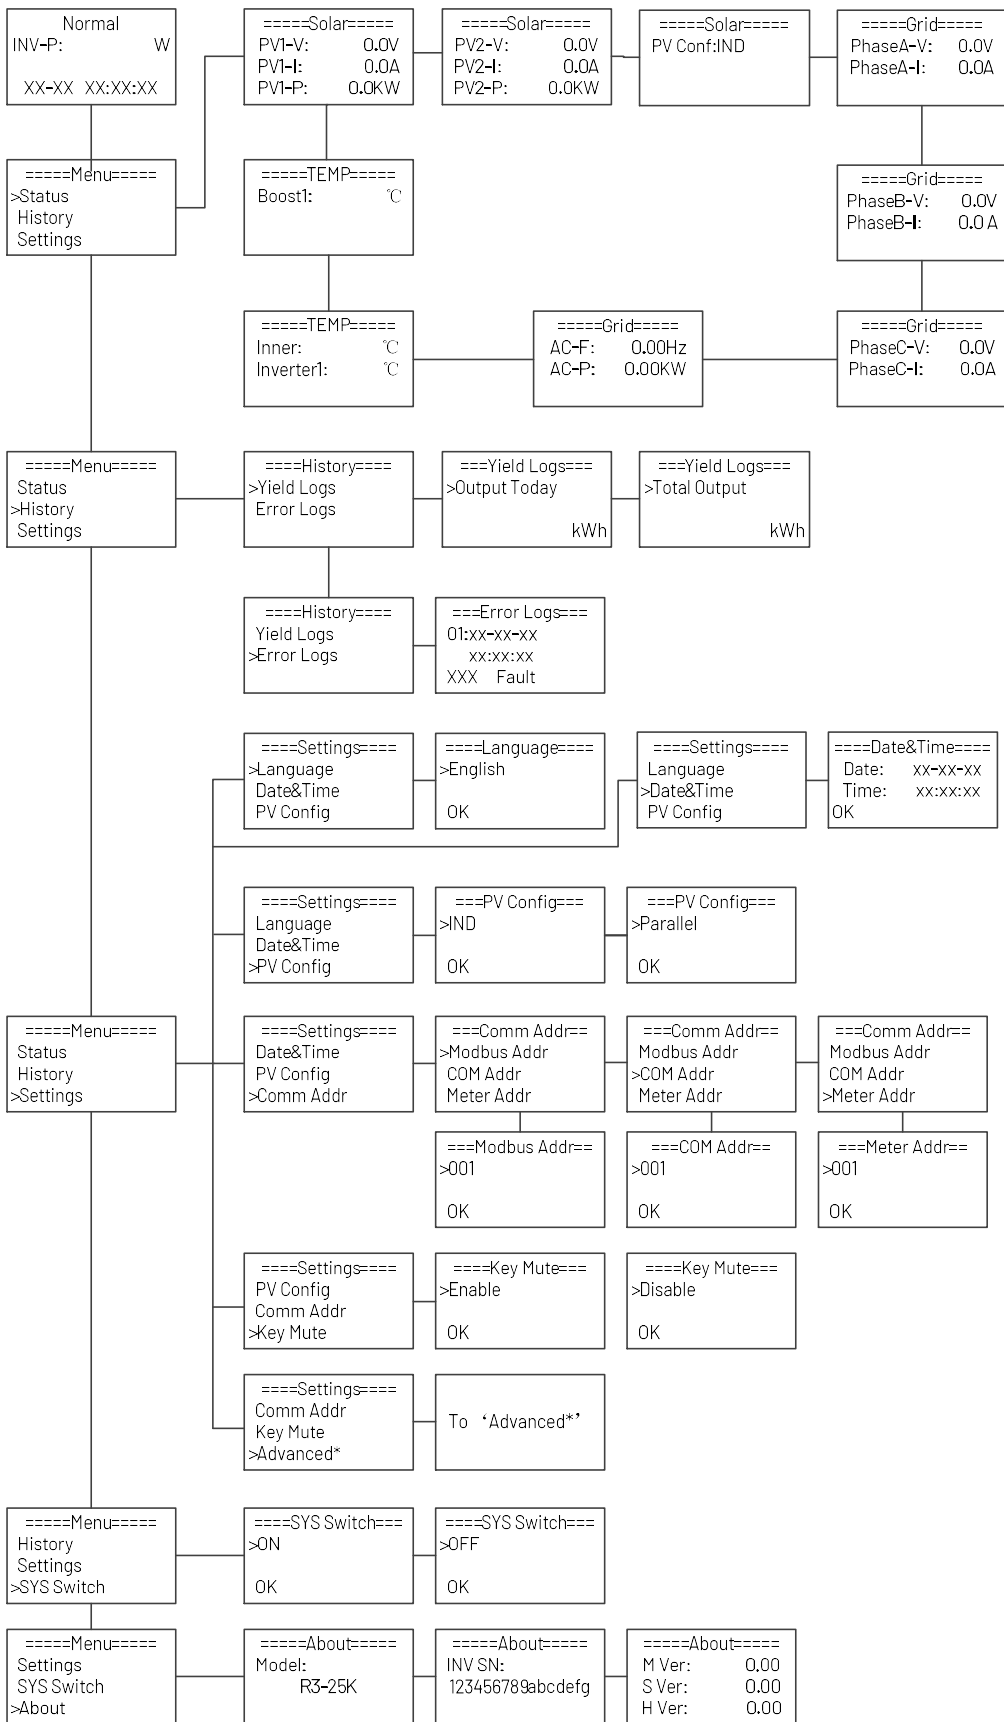 Normal
INV-P: W
XX-XX XX:XX:XX
=====Solar=====
PV1-V: 0.0V
PV1-I: 0.0A
PV1-P: 0.0KW
=====Solar=====
PV2-V: 0.0V
PV2-I: 0.0A
PV2-P: 0.0KW
=====Solar=====
PV Conf:IND
=====Grid=====
PhaseA-V: 0.0V
PhaseA-I: 0.0A
=====Menu=====
>Status
History
Settings
=====TEMP=====
Boost1: ℃
=====Grid=====
PhaseB-V: 0.0V
PhaseB-I: 0.0 A
=====TEMP=====
Inner: ℃
Inverter1: ℃
=====Grid=====
AC-F: 0.00Hz
AC-P: 0.00KW
=====Grid=====
PhaseC-V: 0.0V
PhaseC-I: 0.0A
=====Menu=====
Status
>History
Settings
====History====
>Yield Logs
Error Logs
===Yield Logs===
>Output Today
kWh
===Yield Logs===
>Total Output
kWh
====History====
Yield Logs
>Error Logs
===Error Logs===
01:xx-xx-xx
xx:xx:xx
XXX Fault
====Settings====
>Language
Date&Time
PV Config
====Language====
>English
OK
====Settings====
Language
>Date&Time
PV Config
====Date&Time====
Date: xx-xx-xx
Time: xx:xx:xx
OK
====Settings====
Language
Date&Time
>PV Config
===PV Config===
>IND
OK
===PV Config===
>Parallel
OK
=====Menu=====
Status
History
>Settings
====Settings====
Date&Time
PV Config
>Comm Addr
===Comm Addr==
>Modbus Addr
COM Addr
Meter Addr
===Comm Addr==
Modbus Addr
>COM Addr
Meter Addr
===Comm Addr==
Modbus Addr
COM Addr
>Meter Addr
===Modbus Addr==
>001
OK
===COM Addr==
>001
OK
===Meter Addr==
>001
OK
====Settings====
PV Config
Comm Addr
>Key Mute
====Key Mute===
>Enable
OK
====Key Mute===
>Disable
OK
====Settings====
Comm Addr
Key Mute
>Advanced*
To ‘Advanced*’
=====Menu=====
History
Settings
>SYS Switch
====SYS Switch===
>ON
OK
====SYS Switch===
>OFF
OK
=====Menu=====
Settings
SYS Switch
>About
=====About=====
Model:
R3-25K
=====About=====
INV SN:
123456789abcdefg
=====About=====
M Ver: 0.00
S Ver: 0.00
H Ver: 0.00